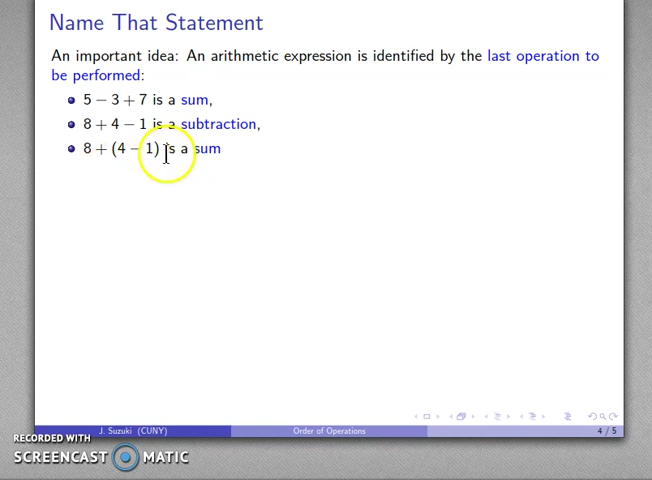 Name That Statement
An important idea: An arithmetic expression is identified by the last operation to
be performed:
5 − 3 + 7 is a sum,
8 + 4 − 1 is a subtraction,
8 + (4 − 1) is a sum
J. Suzuki (CUNY) Order of Operations 4 / 5
RECORDED WITH
SCREENCAST MATIC